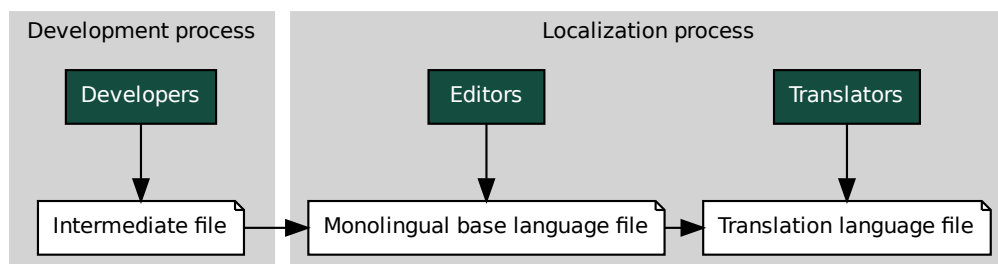 Development process
Localization process
Developers
Editors
Translators
Intermediate file
Monolingual base language file
Translation language file